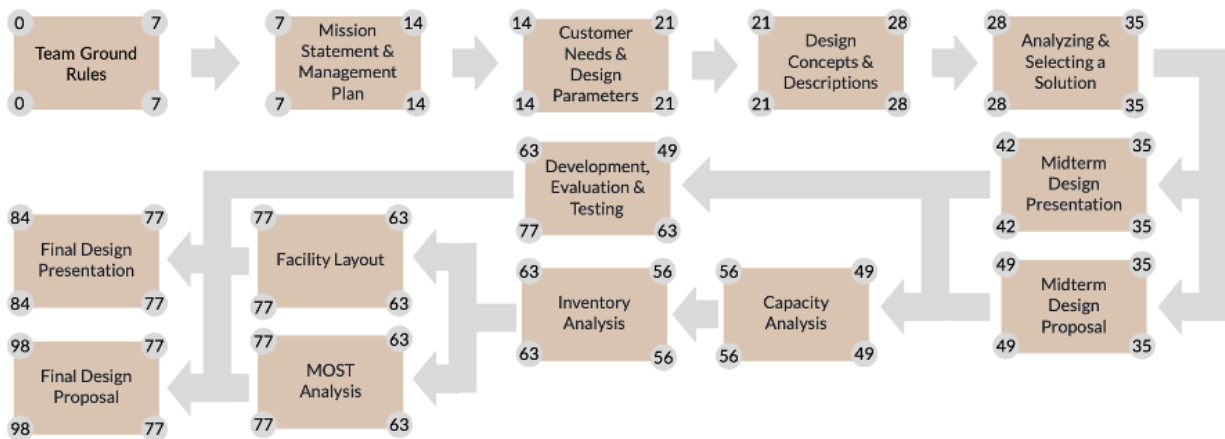 0 7
Team Ground
Rules
0 7
7 14
Mission
Statement &
Management
Plan
7 14
14 21
Customer
Needs &
Design
Parameters
14 21
21 28
Design
Concepts &
Descriptions
21 28
28 35
Analyzing &
Selecting a
Solution
28 35
42 35
Midterm
Design
Presentation
42 35
49 35
Midterm
Design
Proposal
49 35
63 49
Development,
Evaluation &
Testing
77 63
56 49
Capacity
Analysis
56 49
63 56
Inventory
Analysis
63 56
77 63
Facility Layout
77 63
77 63
MOST
Analysis
77 63
84 77
Final Design
Presentation
84 77
98 77
Final Design
Proposal
98 77